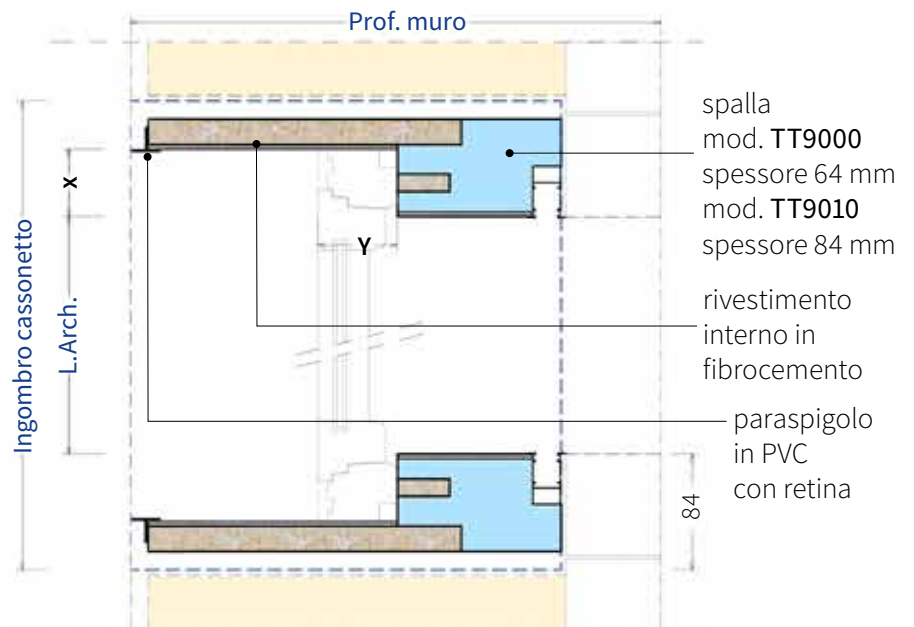 Prof. muro
spalla
mod. TT9000
spessore 64 mm
mod. TT9010
spessore 84 mm
rivestimento
interno in
fibrocemento
paraspigolo
in PVC
con retina
Ingombro cassonetto
L.Arch.
X
Y
84